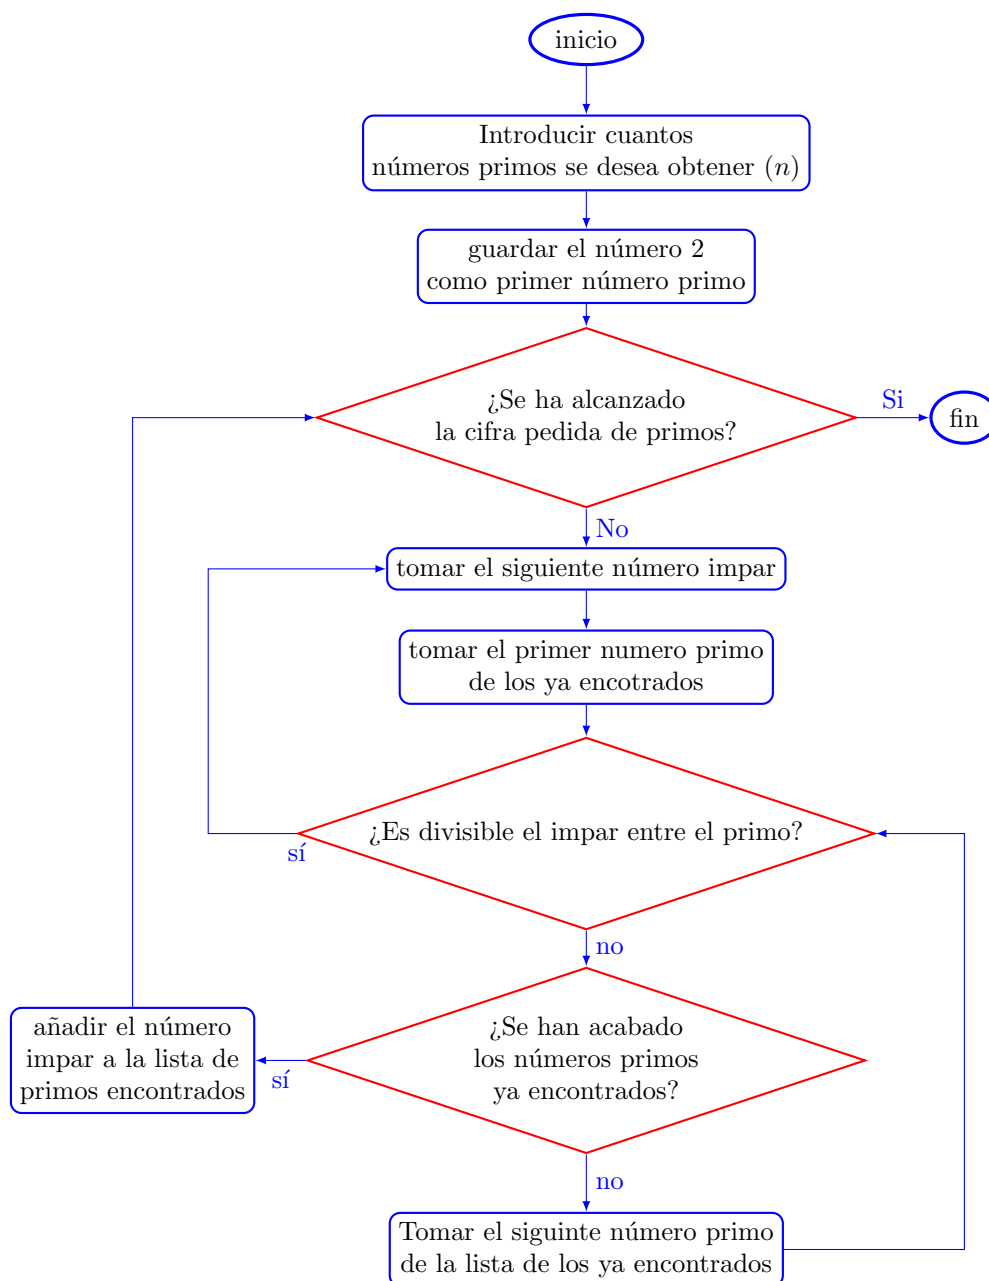 inicio
Introducir cuantos
números primos se desea obtener (n)
guardar el número 2
como primer número primo
¿Se ha alcanzado
la cifra pedida de primos?
Si
fin
No
tomar el siguiente número impar
tomar el primer numero primo
de los ya encotrados
¿Es divisible el impar entre el primo?
sí
no
¿Se han acabado
los números primos
ya encontrados?
sí
añadir el número
impar a la lista de
primos encontrados
no
Tomar el siguinte número primo
de la lista de los ya encontrados